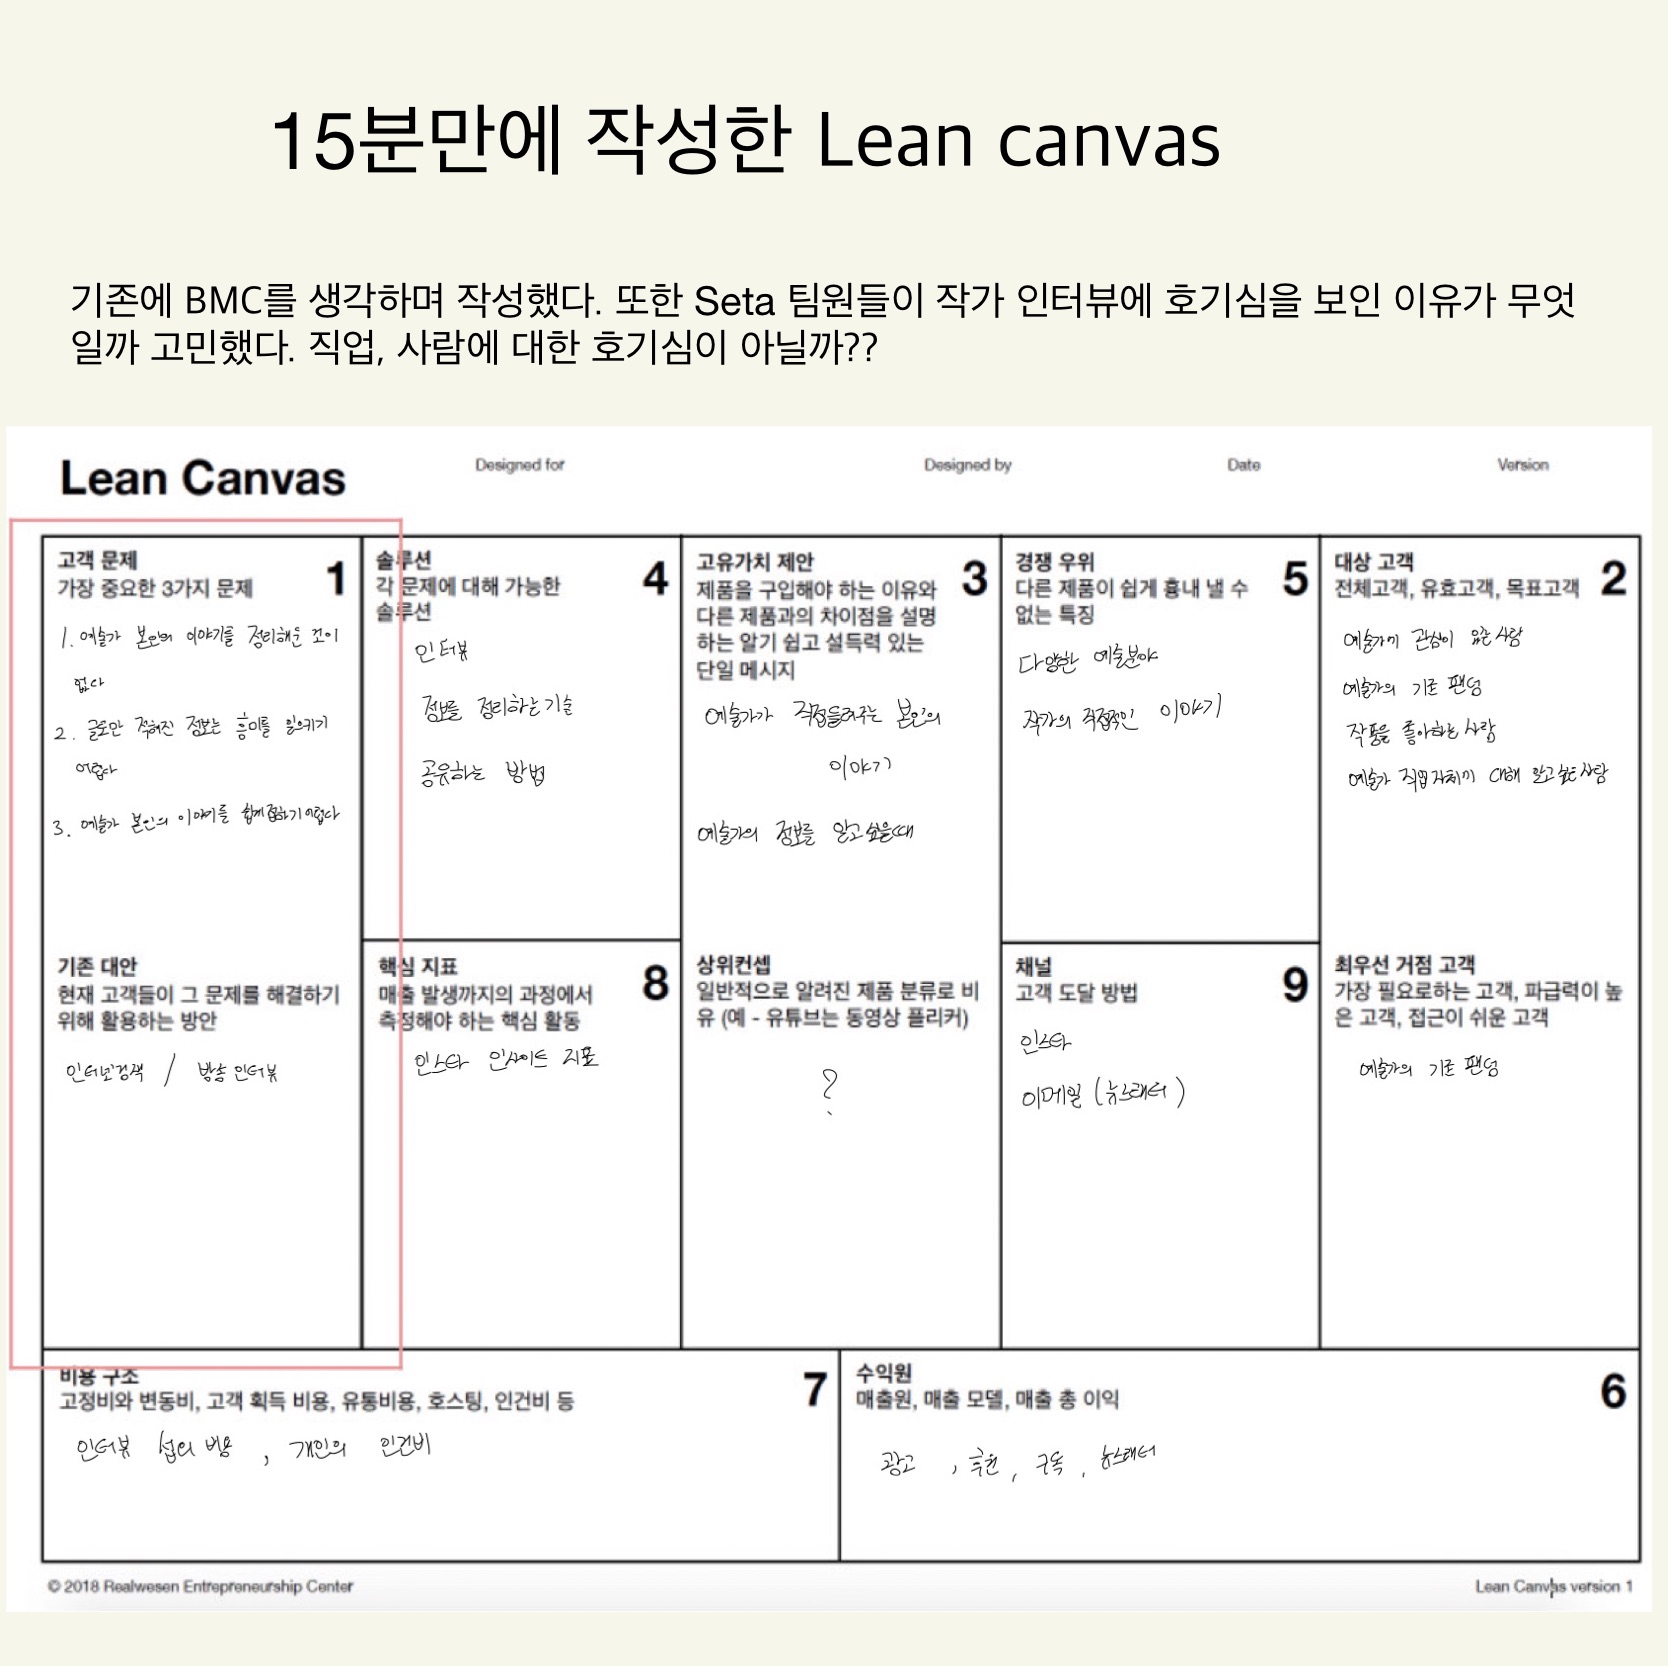 15분만에 작성한 Lean canvas
기존에 BMC를 생각하며 작성했다. 또한 Seta 팀원들이 작가 인터뷰에 호기심을 보인 이유가 무엇
일까 고민했다. 직업, 사람에 대한 호기심이 아닐까??
Lean Canvas
Designed for
Designed by
Date
Version
고객 문제
가장 중요한 3가지 문제
1
1. 예술가 본인의 이야기를 정리해둔 곳이
없다
2. 글로만 적혀진 정보는 흥미를 일으키기
어렵다
3. 예술가 본인의 이야기를 쉽게 접하기 어렵다
기존 대안
현재 고객들이 그 문제를 해결하기
위해 활용하는 방안
인터넷검색 / 방송 인터뷰
솔루션
각 문제에 대해 가능한
솔루션
4
인터뷰
정보를 정리하는 기술
공유하는 방법
핵심 지표
매출 발생까지의 과정에서
측정해야 하는 핵심 활동
8
인스타 인사이트 지표
고유가치 제안
제품을 구입해야 하는 이유와
다른 제품과의 차이점을 설명
하는 알기 쉽고 설득력 있는
단일 메시지
3
예술가가 직접들려주는 본인의
이야기
예술가의 정보를 알고 싶을때
상위컨셉
일반적으로 알려진 제품 분류로 비
유 (예 - 유튜브는 동영상 플리커)
?
경쟁 우위
다른 제품이 쉽게 흉내 낼 수
없는 특징
5
다양한 예술분야
작가의 직접적인 이야기
채널
고객 도달 방법
9
인스타
이메일 (뉴스래터)
대상 고객
전체고객, 유효고객, 목표고객
2
예술가에 관심이 있는 사람
예술가의 기존 팬덤
작품을 좋아하는 사람
예술가 직업 자체에 대해 알고 싶은 사람
최우선 거점 고객
가장 필요로하는 고객, 파급력이 높
은 고객, 접근이 쉬운 고객
예술가의 기존 팬덤
비용 구조
고정비와 변동비, 고객 획득 비용, 유통비용, 호스팅, 인건비 등
7
인터뷰 섭외 비용 , 개인의 인건비
수익원
매출원, 매출 모델, 매출 총 이익
6
광고 , 후원 , 구독 , 뉴스래터
© 2018 Realwesen Entrepreneurship Center
Lean Canvas version 1